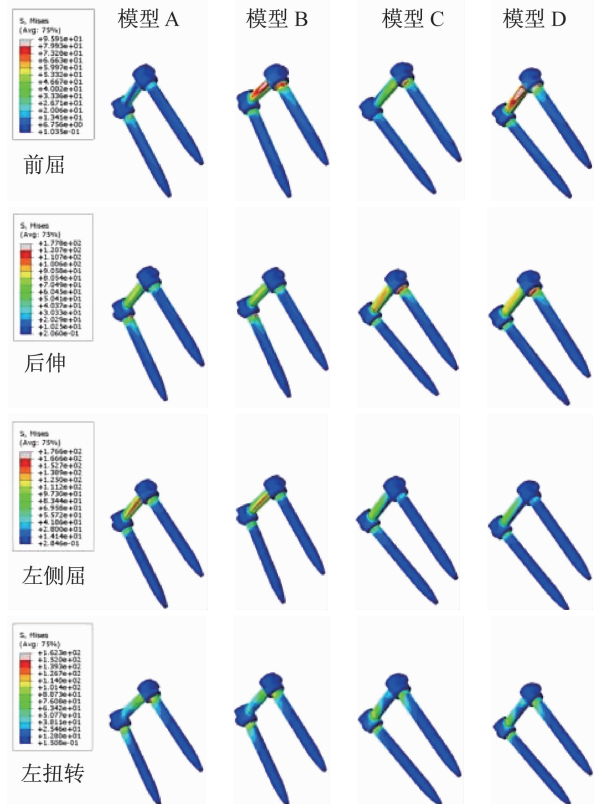 模型 A
模型 B
模型 C
模型 D
S, Mises
(Avg: 75%)
+9.591e+01
+7.993e+01
+7.328e+01
+6.663e+01
+5.997e+01
+5.332e+01
+4.667e+01
+4.002e+01
+3.336e+01
+2.671e+01
+2.006e+01
+1.341e+01
+6.756e+00
+1.035e-01
前屈
S, Mises
(Avg: 75%)
+1.778e+02
+1.207e+02
+1.107e+02
+1.006e+02
+9.058e+01
+8.054e+01
+7.049e+01
+6.045e+01
+5.041e+01
+4.037e+01
+3.033e+01
+2.029e+01
+1.025e+01
+2.060e-01
后伸
S, Mises
(Avg: 75%)
+1.766e+02
+1.666e+02
+1.527e+02
+1.389e+02
+1.250e+02
+1.112e+02
+9.730e+01
+8.344e+01
+6.958e+01
+5.572e+01
+4.186e+01
+2.800e+01
+1.414e+01
+2.846e-01
左侧屈
S, Mises
(Avg: 75%)
+1.623e+02
+1.520e+02
+1.393e+02
+1.267e+02
+1.140e+02
+1.014e+02
+8.873e+01
+7.608e+01
+6.342e+01
+5.077e+01
+3.811e+01
+2.546e+01
+1.280e+01
+1.508e-01
左扭转